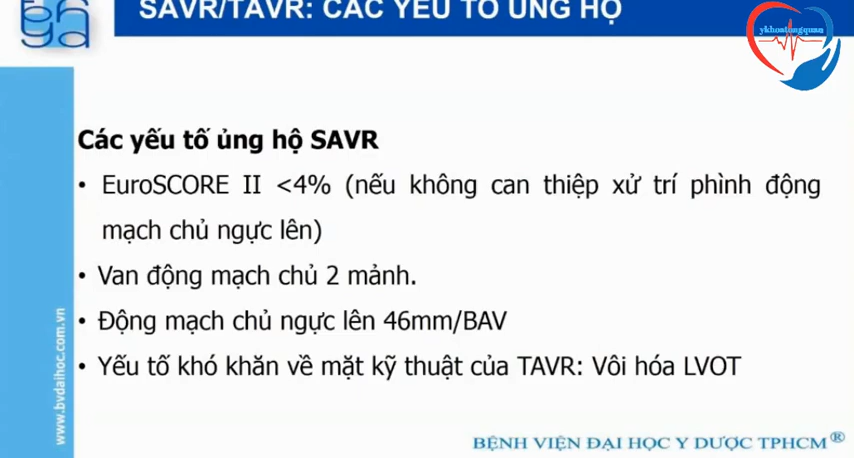 SAVR/TAVR: CÁC YẾU TỐ ỦNG HỘ
ykhoatongquan
Các yếu tố ủng hộ SAVR
• EuroSCORE II <4% (nếu không can thiệp xử trí phình động
mạch chủ ngực lên)
• Van động mạch chủ 2 mảnh.
• Động mạch chủ ngực lên 46mm/BAV
• Yếu tố khó khăn về mặt kỹ thuật của TAVR: Vôi hóa LVOT
www.bvdaihoc.com.vn
BỆNH VIỆN ĐẠI HỌC Y DƯỢC TPHCM®